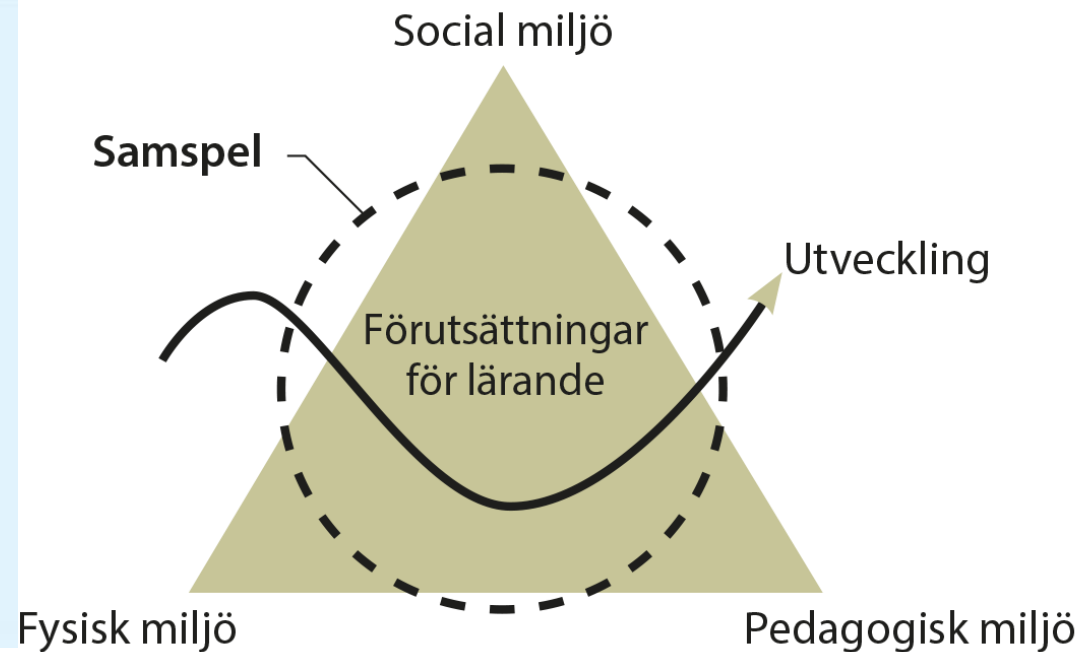 Social miljö
Samspel
Utveckling
Förutsättningar
för lärande
Fysisk miljö
Pedagogisk miljö